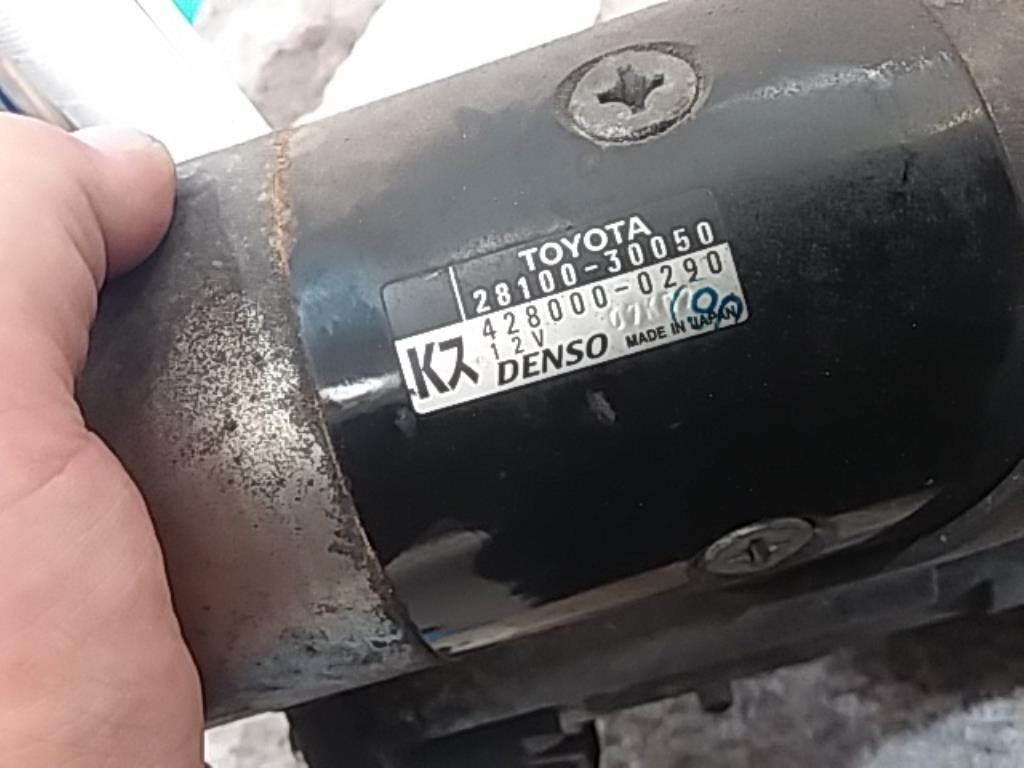 TOYOTA
28100-30050
428000-0290
12V
Kス DENSO MADE IN JAPAN